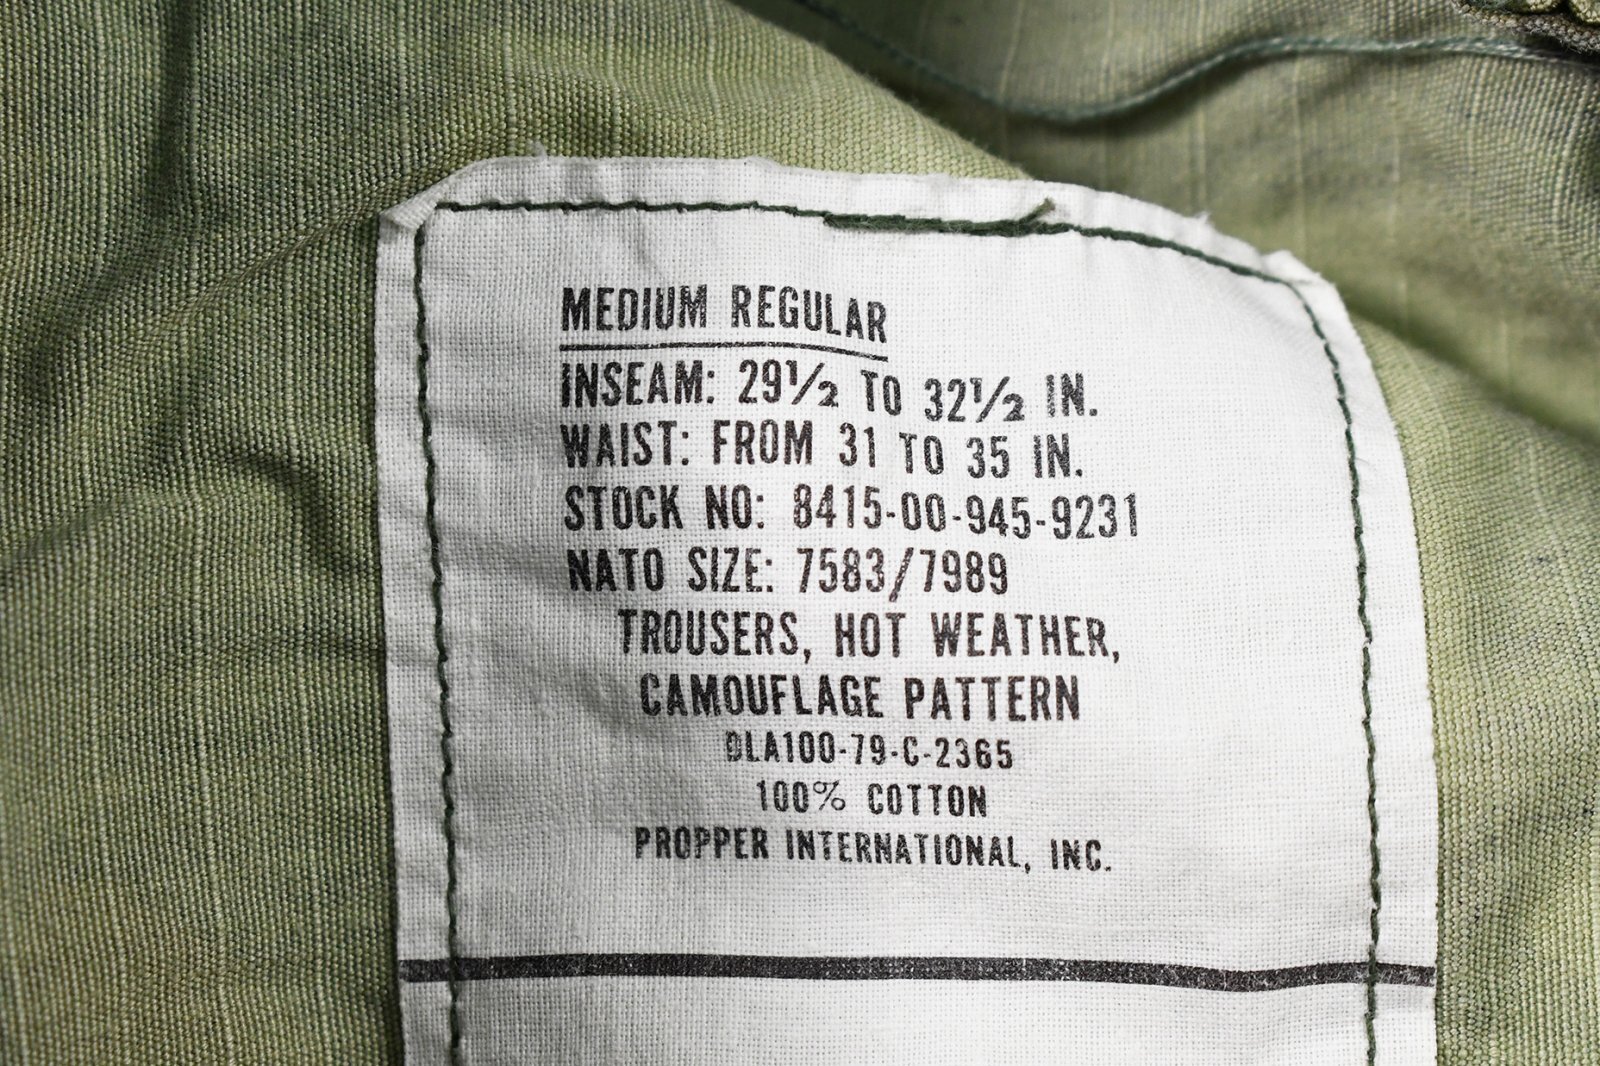 MEDIUM REGULAR
INSEAM: 29½ TO 32½ IN.
WAIST: FROM 31 TO 35 IN.
STOCK NO: 8415-00-945-9231
NATO SIZE: 7583/7989
TROUSERS, HOT WEATHER,
CAMOUFLAGE PATTERN
DLA100-79-C-2365
100% COTTON
PROPPER INTERNATIONAL, INC.